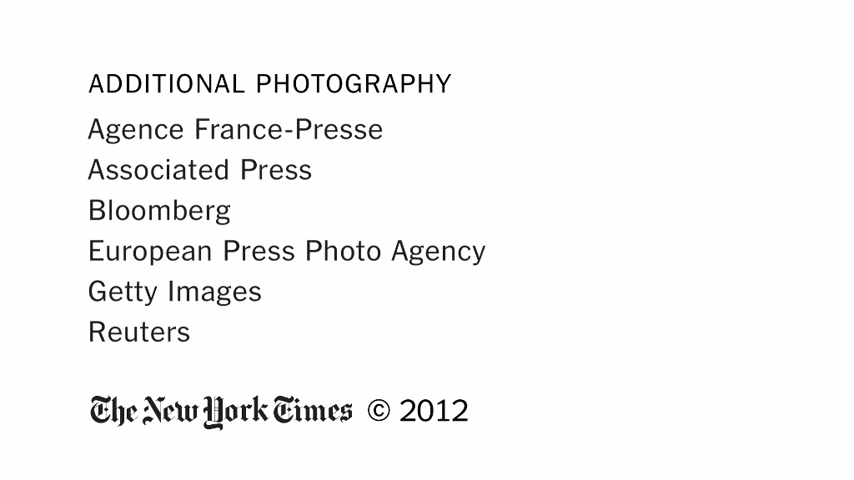 ADDITIONAL PHOTOGRAPHY
Agence France-Presse
Associated Press
Bloomberg
European Press Photo Agency
Getty Images
Reuters
The New York Times © 2012